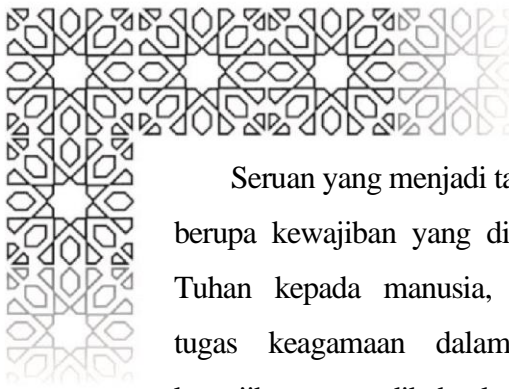 Seruan yang menjadi
berupa kewajiban yang
Tuhan kepada manusia,
tugas keagamaan dalam